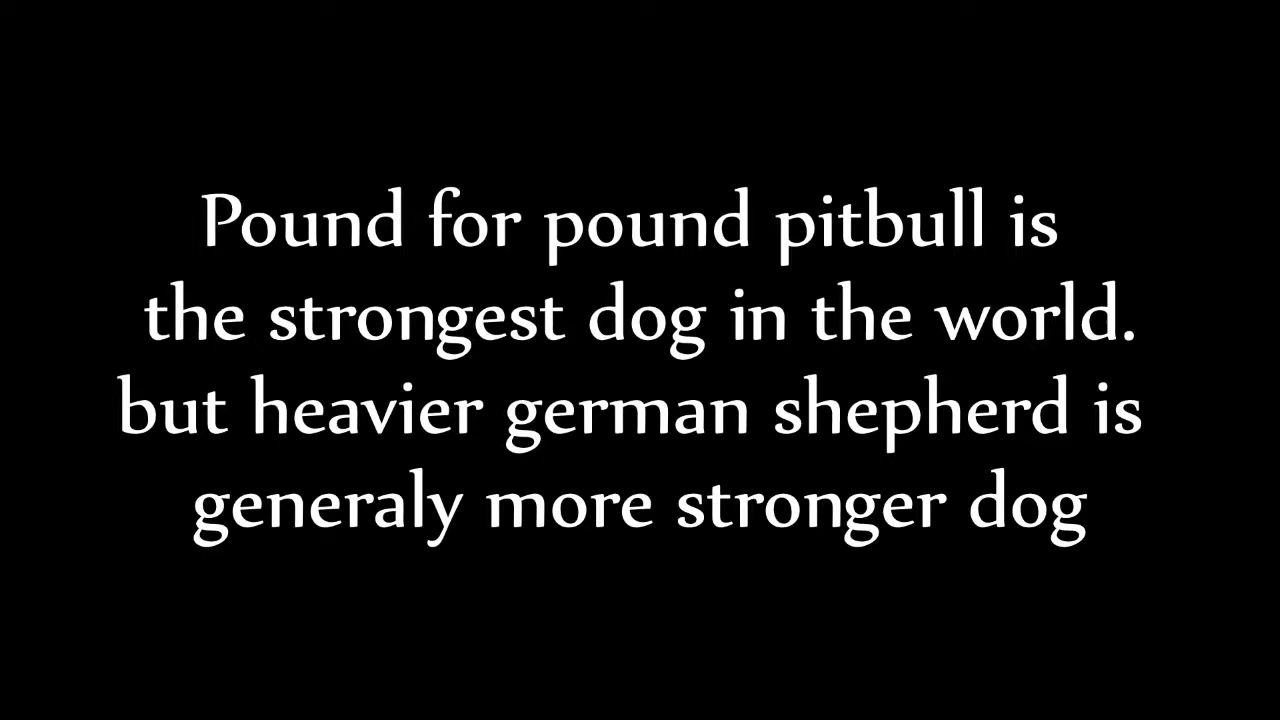 Pound for pound pitbull is
the strongest dog in the world.
but heavier german shepherd is
generaly more stronger dog